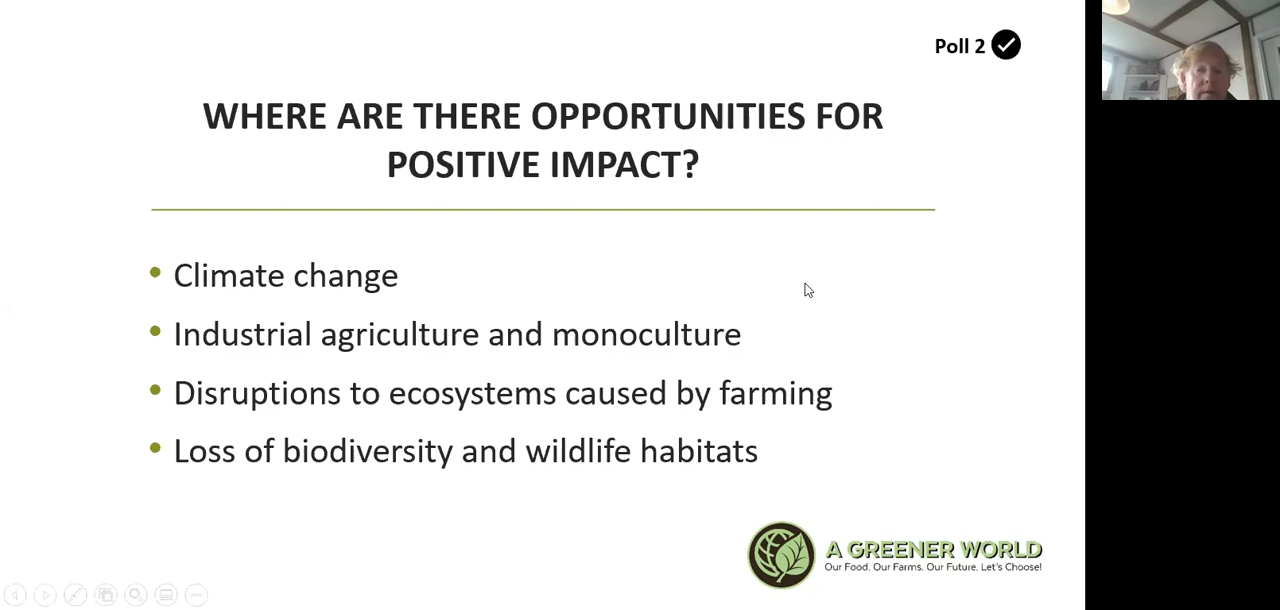 Poll 2
WHERE ARE THERE OPPORTUNITIES FOR
POSITIVE IMPACT?
• Climate change
• Industrial agriculture and monoculture
• Disruptions to ecosystems caused by farming
• Loss of biodiversity and wildlife habitats
A GREENER WORLD
Our Food. Our Farms. Our Future. Let's Choose!